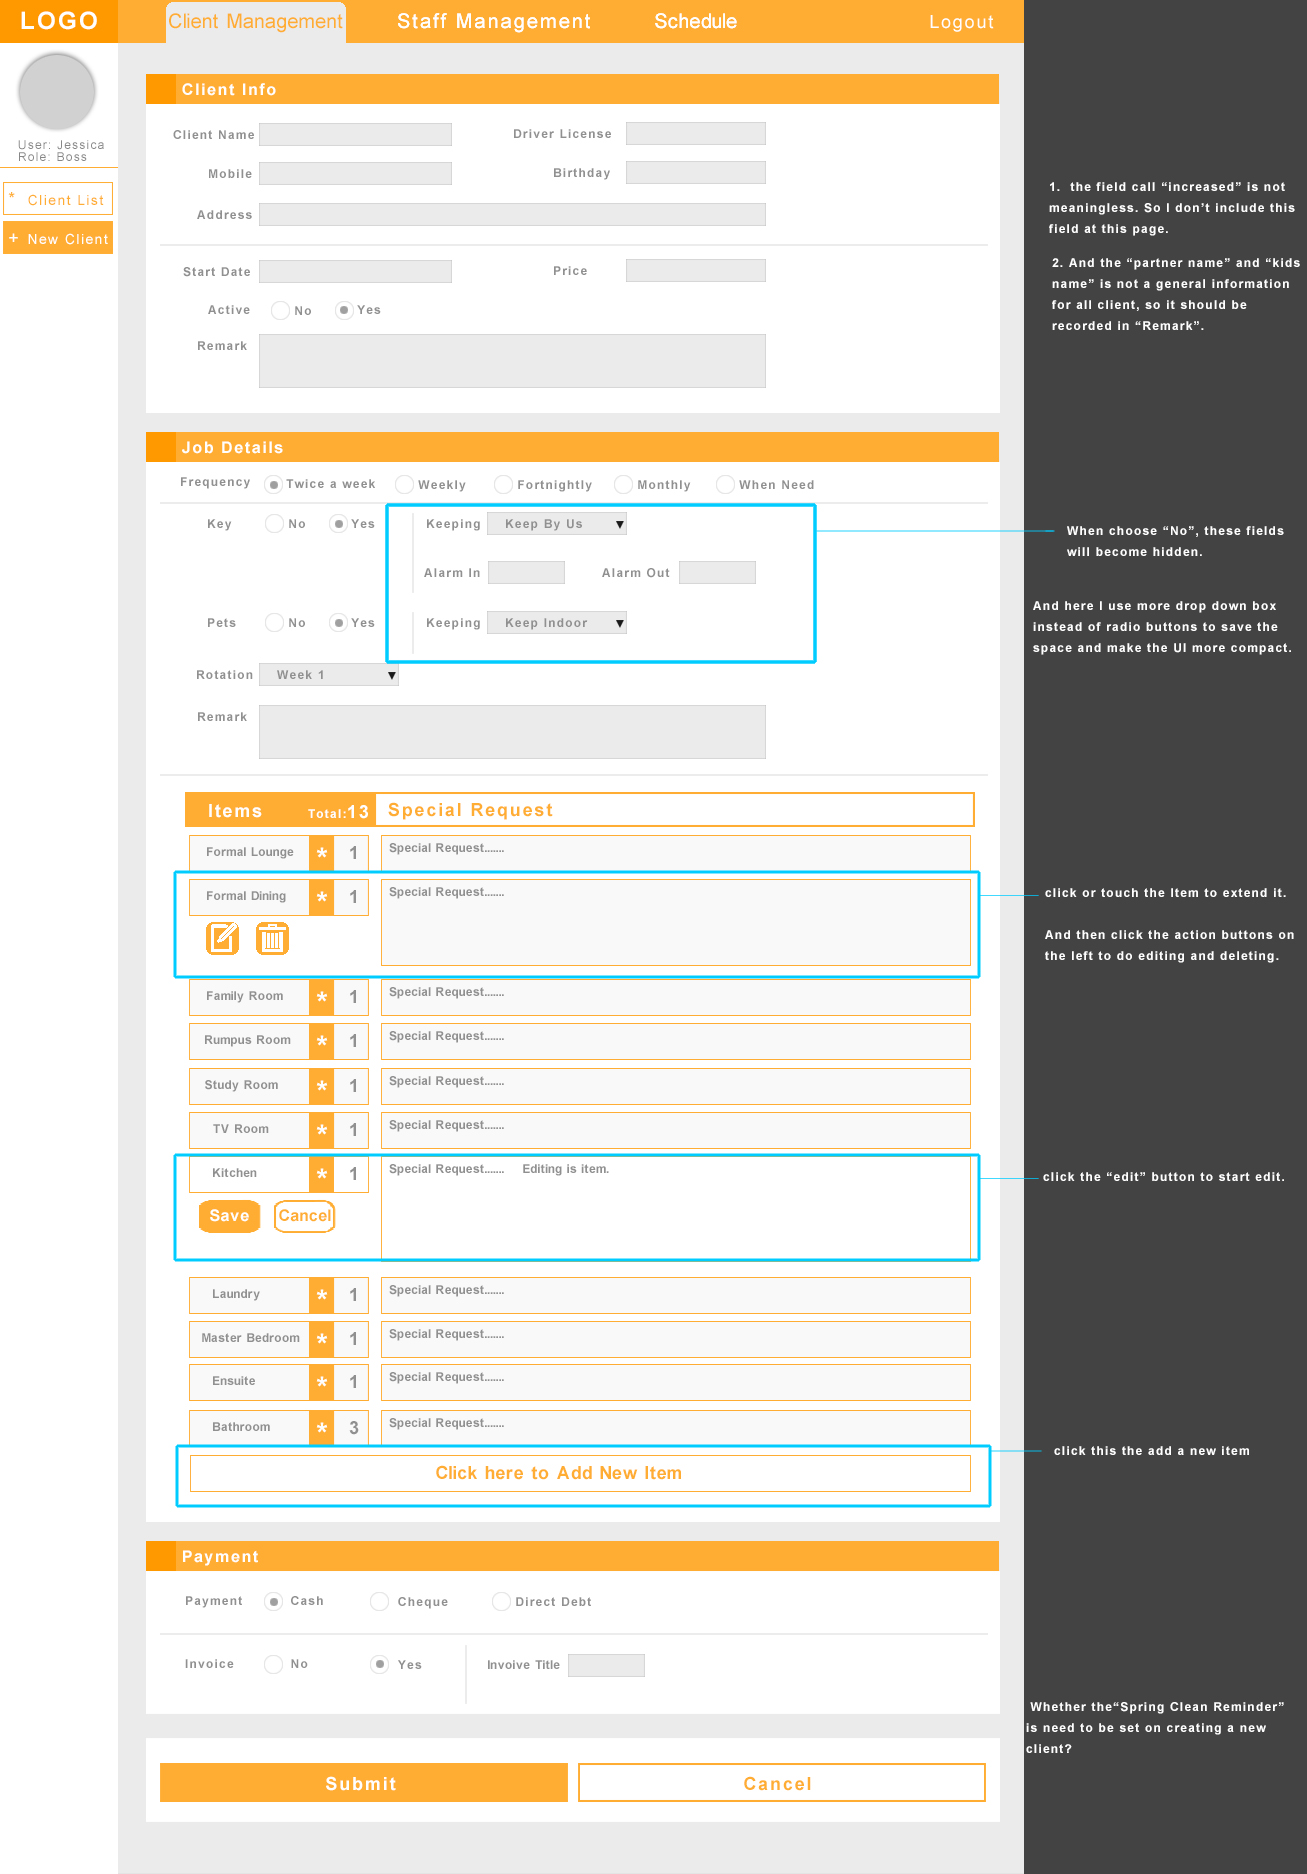 LOGO
Client Management
Staff Management
Schedule
Logout
User: Jessica
Role: Boss
* Client List
+ New Client
Client Info
Client Name
Driver License
Mobile
Birthday
Address
Start Date
Price
Active No Yes
Remark
1. the field call “increased” is not
meaningless. So I don’t include this
field at this page.
2. And the “partner name” and “kids
name” is not a general information
for all client, so it should be
recorded in “Remark”.
Job Details
Frequency Twice a week Weekly Fortnightly Monthly When Need
Key No Yes Keeping Keep By Us
Alarm In Alarm Out
Pets No Yes Keeping Keep Indoor
Rotation Week 1
Remark
When choose “No”, these fields
will become hidden.
And here I use more drop down box
instead of radio buttons to save the
space and make the UI more compact.
Items Total:13 Special Request
Formal Lounge * 1 Special Request.......
Formal Dining * 1 Special Request.......
Family Room * 1 Special Request.......
Rumpus Room * 1 Special Request.......
Study Room * 1 Special Request.......
TV Room * 1 Special Request.......
Kitchen * 1 Special Request....... Editing is item.
Save Cancel
Laundry * 1 Special Request.......
Master Bedroom * 1 Special Request.......
Ensuite * 1 Special Request.......
Bathroom * 3 Special Request.......
Click here to Add New Item
click or touch the Item to extend it.
And then click the action buttons on
the left to do editing and deleting.
click the “edit” button to start edit.
click this the add a new item
Payment
Payment Cash Cheque Direct Debt
Invoice No Yes Invoive Title
Whether the“Spring Clean Reminder”
is need to be set on creating a new
client?
Submit
Cancel